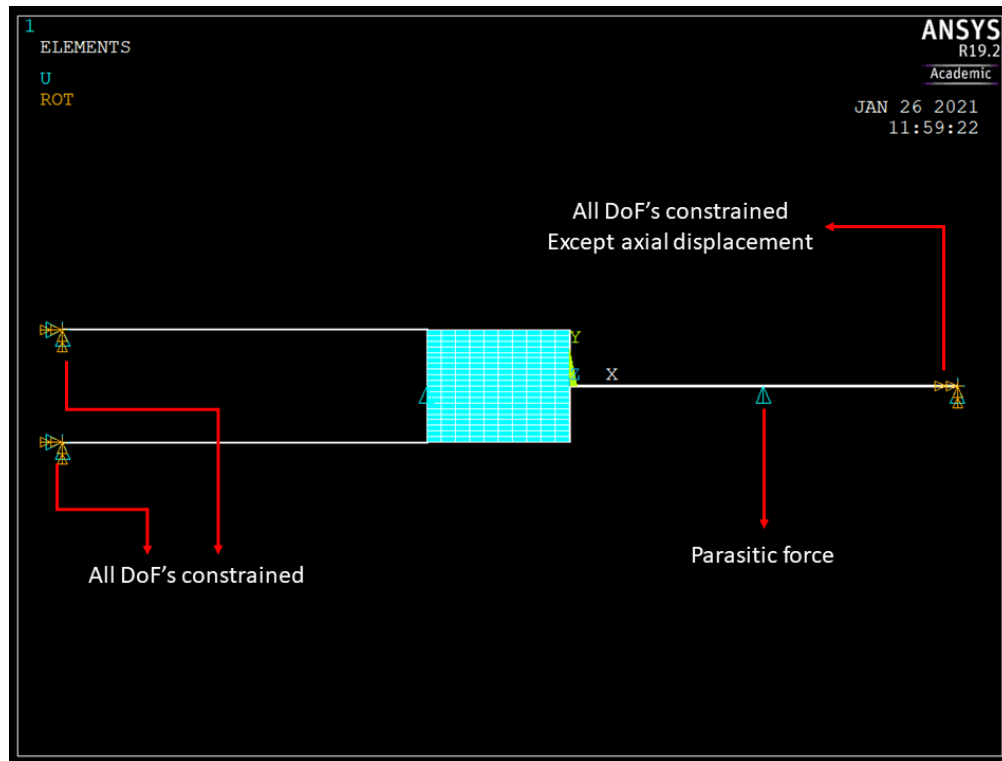 1
ELEMENTS
U
ROT
ANSYS
R19.2
Academic
JAN 26 2021
11:59:22
All DoF's constrained
Except axial displacement
Y
Z X
Parasitic force
All DoF's constrained